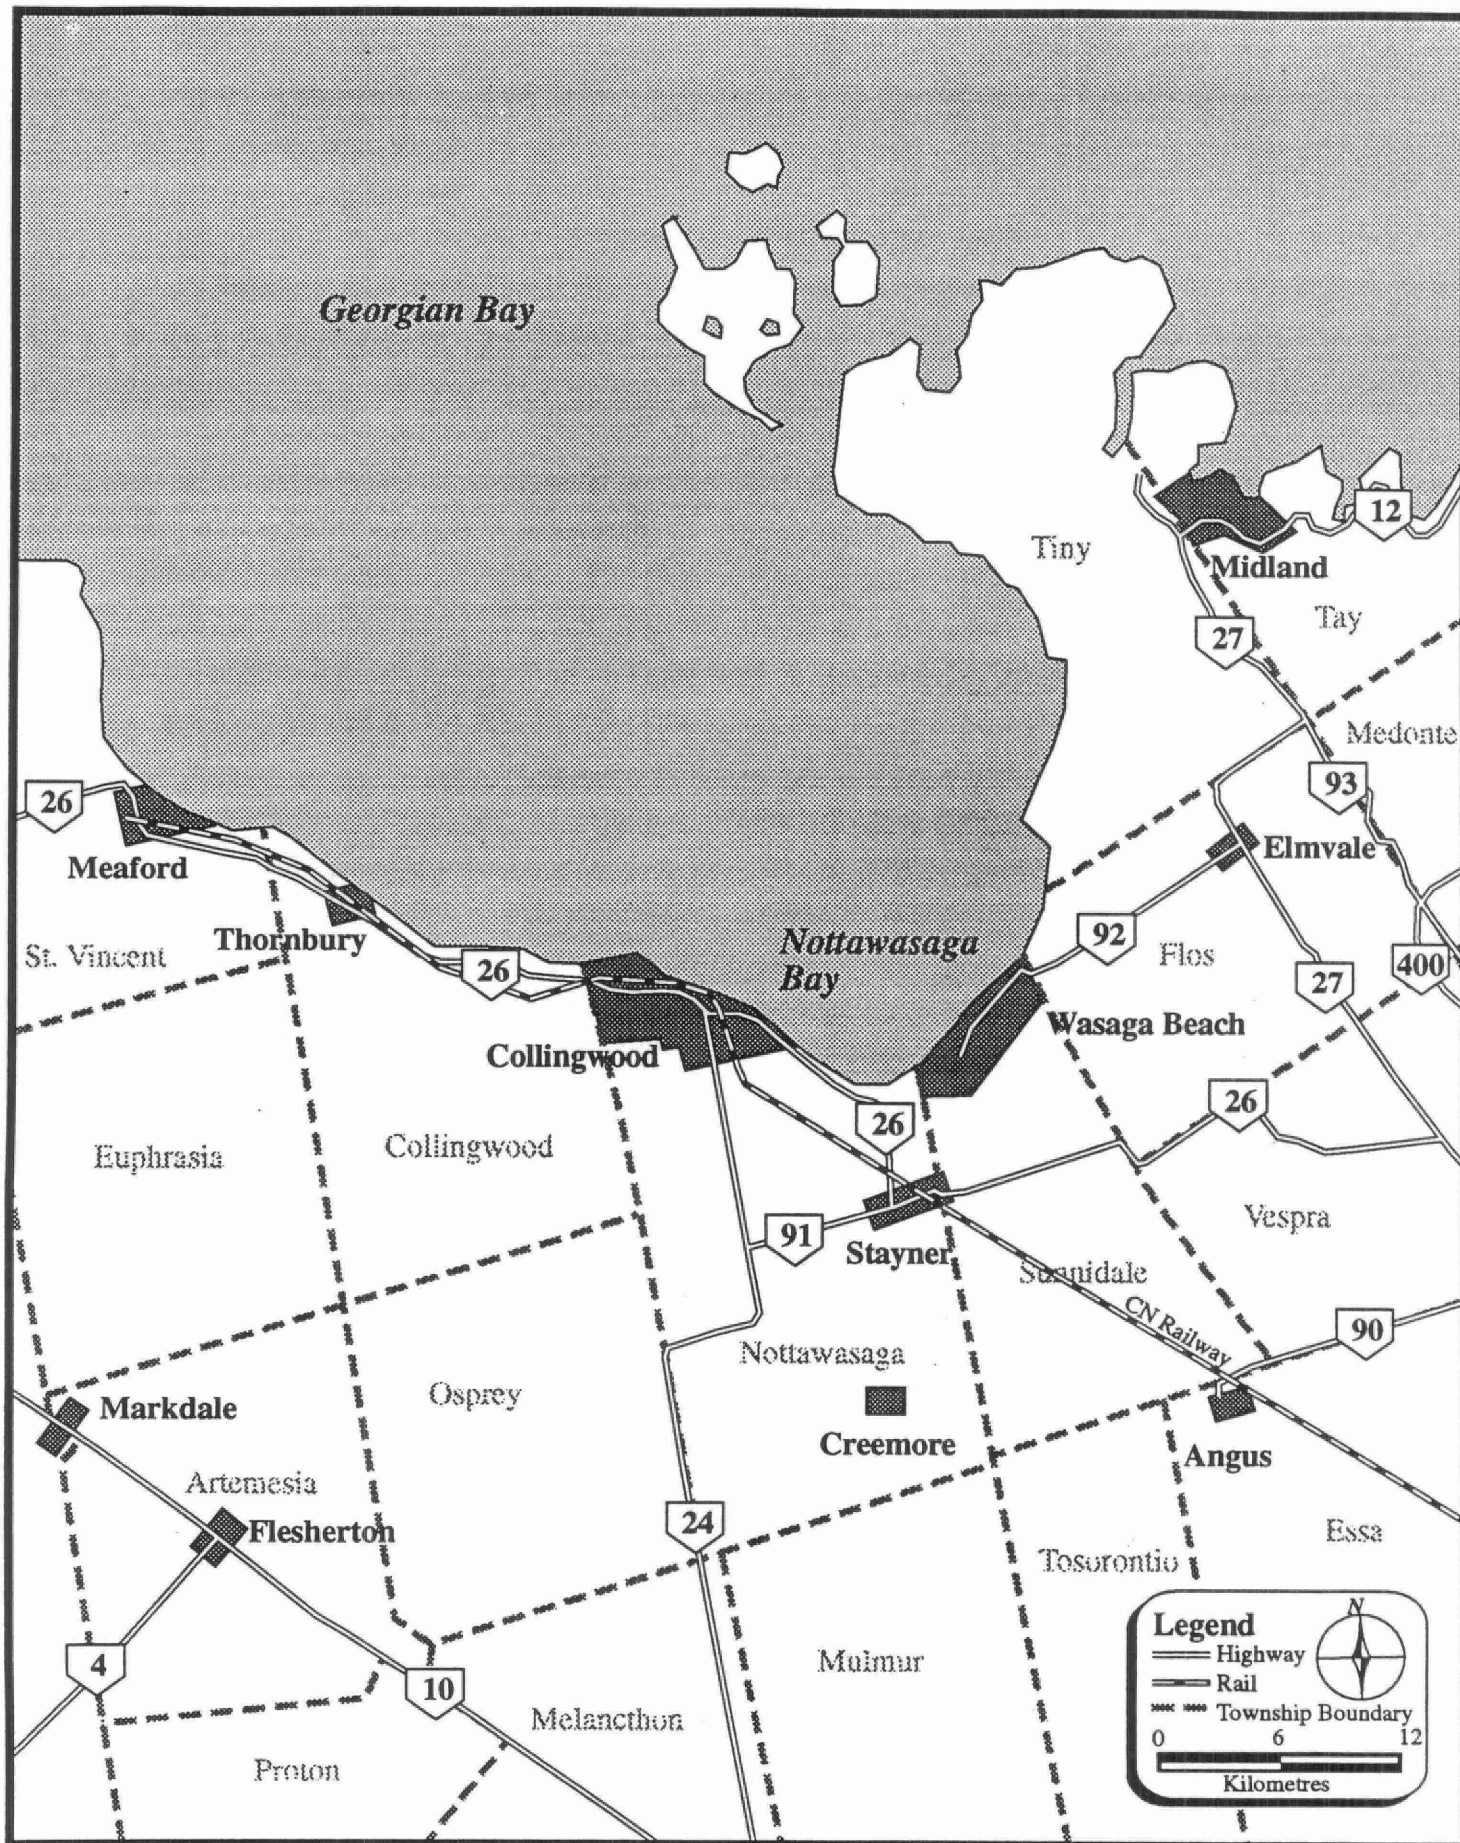 Georgian Bay
Tiny
12
Midland
27
Tay
Medonte
93
26
Meaford
Elmvale
Thornbury
St. Vincent
26
Nottawasaga
Bay
92
Flos
400
27
Wasaga Beach
Collingwood
26
26
Euphrasia
Collingwood
91
Stayner
Vespra
Sunnidale
CN Railway
90
Nottawasaga
Markdale
Osprey
Creemore
Angus
Artemesia
Flesherton
24
Tosorontio
Essa
4
10
Mulmur
Melancthon
Proton
Legend
N
Highway
Rail
Township Boundary
0 6 12
Kilometres